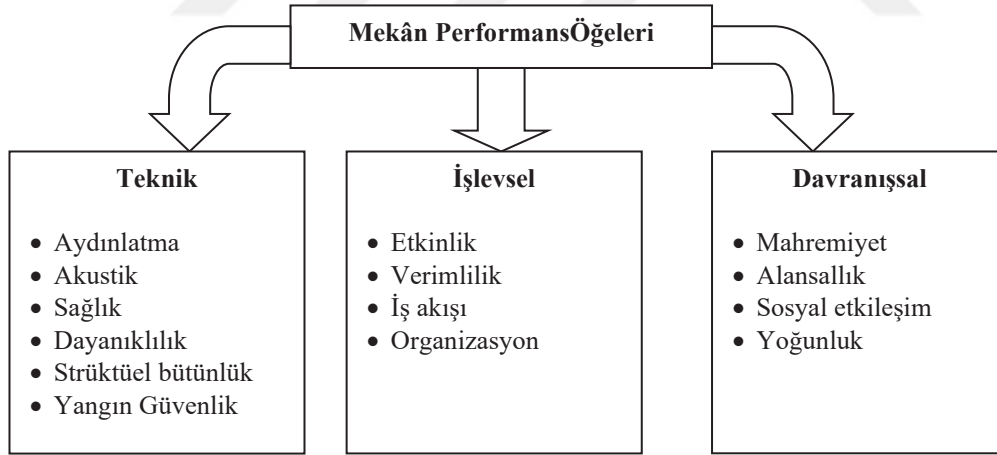 Mekân PerformansÖğeleri
Teknik
• Aydınlatma
• Akustik
• Sağlık
• Dayanıklılık
• Strüktüel bütünlük
• Yangın Güvenlik
İşlevsel
• Etkinlik
• Verimlilik
• İş akışı
• Organizasyon
Davranışsal
• Mahremiyet
• Alansallık
• Sosyal etkileşim
• Yoğunluk